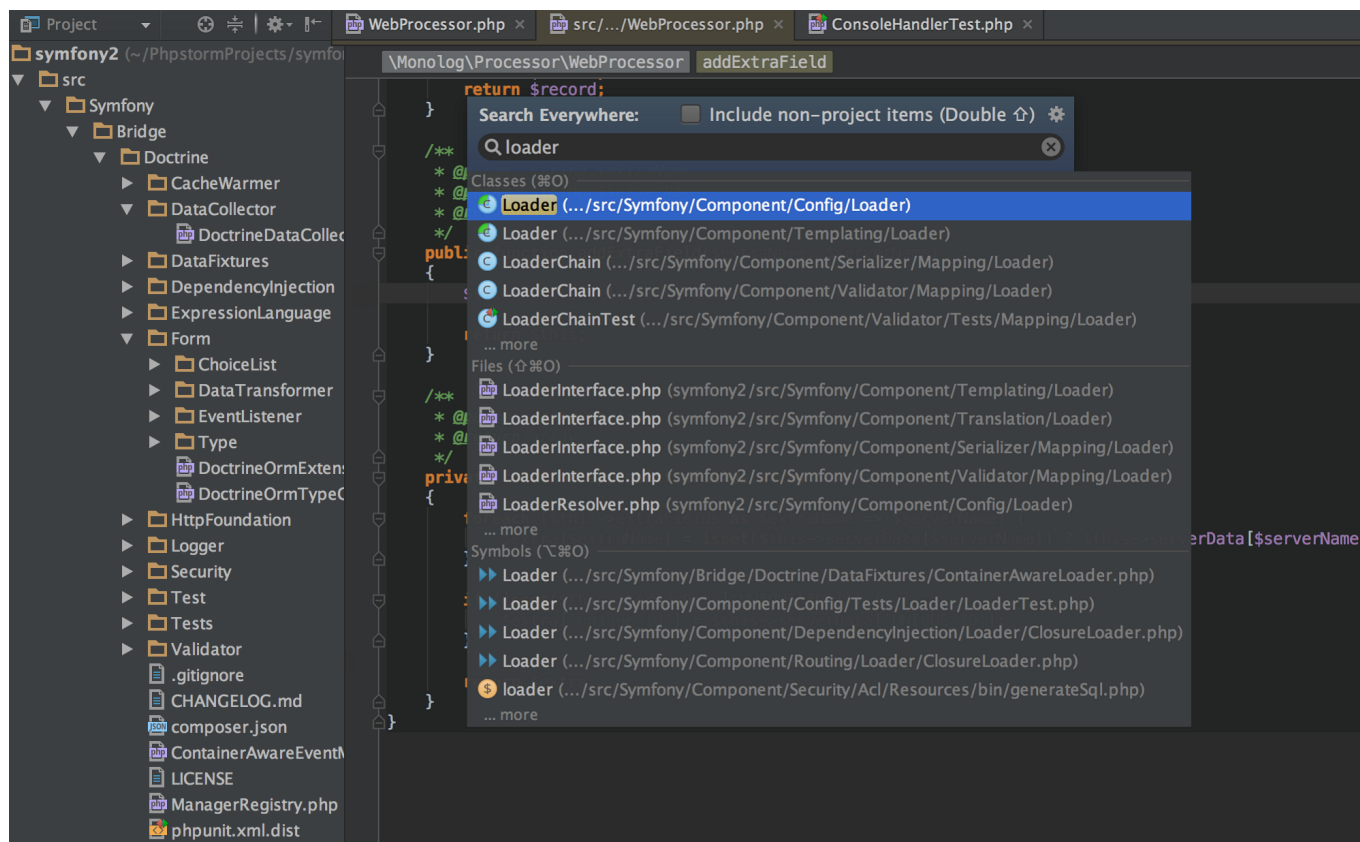 Project
WebProcessor.php
src/.../WebProcessor.php
ConsoleHandlerTest.php
symfony2 (~/PhpstormProjects/symfo
src
Symfony
Bridge
Doctrine
CacheWarmer
DataCollector
DoctrineDataCollec
DataFixtures
DependencyInjection
ExpressionLanguage
Form
ChoiceList
DataTransformer
EventListener
Type
DoctrineOrmExtens
DoctrineOrmTypeG
HttpFoundation
Logger
Security
Test
Tests
Validator
.gitignore
CHANGELOG.md
composer.json
ContainerAwareEventM
LICENSE
ManagerRegistry.php
phpunit.xml.dist
\Monolog\Processor\WebProcessor addExtraField
return $record;
}
/**
* @
* @
* @
*/
publi
{
}
/**
* @
* @
*/
priva
{
erData[$serverName
}
}
Search Everywhere: Include non-project items (Double ⇧)
loader
Classes (⌘O)
Loader (.../src/Symfony/Component/Config/Loader)
Loader (.../src/Symfony/Component/Templating/Loader)
LoaderChain (.../src/Symfony/Component/Serializer/Mapping/Loader)
LoaderChain (.../src/Symfony/Component/Validator/Mapping/Loader)
LoaderChainTest (.../src/Symfony/Component/Validator/Tests/Mapping/Loader)
... more
Files (⇧⌘O)
LoaderInterface.php (symfony2/src/Symfony/Component/Templating/Loader)
LoaderInterface.php (symfony2/src/Symfony/Component/Translation/Loader)
LoaderInterface.php (symfony2/src/Symfony/Component/Serializer/Mapping/Loader)
LoaderInterface.php (symfony2/src/Symfony/Component/Validator/Mapping/Loader)
LoaderResolver.php (symfony2/src/Symfony/Component/Config/Loader)
... more
Symbols (⌥⌘O)
Loader (.../src/Symfony/Bridge/Doctrine/DataFixtures/ContainerAwareLoader.php)
Loader (.../src/Symfony/Component/Config/Tests/Loader/LoaderTest.php)
Loader (.../src/Symfony/Component/DependencyInjection/Loader/ClosureLoader.php)
Loader (.../src/Symfony/Component/Routing/Loader/ClosureLoader.php)
loader (.../src/Symfony/Component/Security/Acl/Resources/bin/generateSql.php)
... more